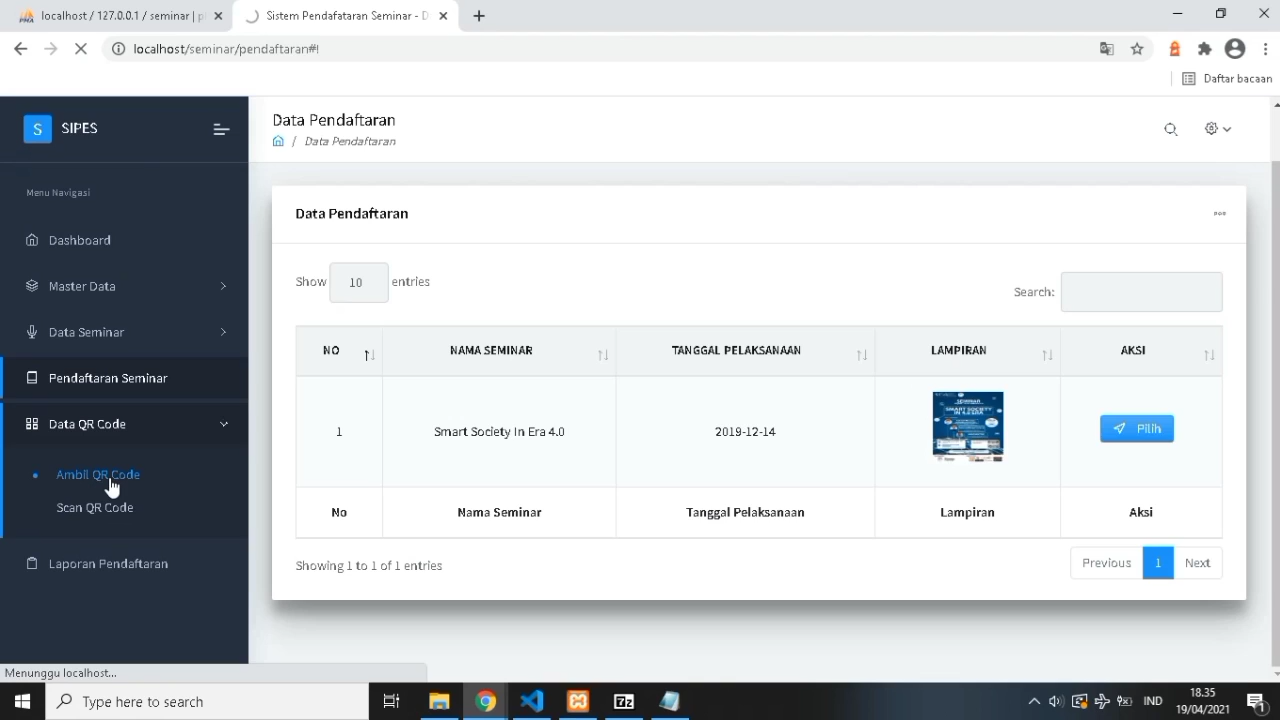 localhost / 127.0.0.1 / seminar | p
Sistem Pendafataran Seminar - D
localhost/seminar/pendaftaran#!
Daftar bacaan
S SIPES
Data Pendaftaran
/ Data Pendaftaran
Menu Navigasi
Dashboard
Master Data
Data Seminar
Pendaftaran Seminar
Data QR Code
Ambil QR Code
Scan QR Code
Laporan Pendaftaran
Data Pendaftaran
Show 10 entries
Search:
NO NAMA SEMINAR TANGGAL PELAKSANAAN LAMPIRAN AKSI
1 Smart Society In Era 4.0 2019-12-14 Pilih
SEMINAR
SMART SOCIETY
No Nama Seminar Tanggal Pelaksanaan Lampiran Aksi
Showing 1 to 1 of 1 entries
Previous 1 Next
Menunggu localhost...
Type here to search
IND
18.35
19/04/2021
1